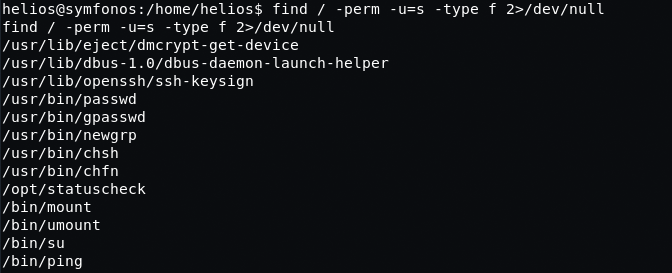 helios@symfonos:/home/helios$ find / -perm -u=s -type f 2>/dev/null
find / -perm -u=s -type f 2>/dev/null
/usr/lib/eject/dmcrypt-get-device
/usr/lib/dbus-1.0/dbus-daemon-launch-helper
/usr/lib/openssh/ssh-keysign
/usr/bin/passwd
/usr/bin/gpasswd
/usr/bin/newgrp
/usr/bin/chsh
/usr/bin/chfn
/opt/statuscheck
/bin/mount
/bin/umount
/bin/su
/bin/ping